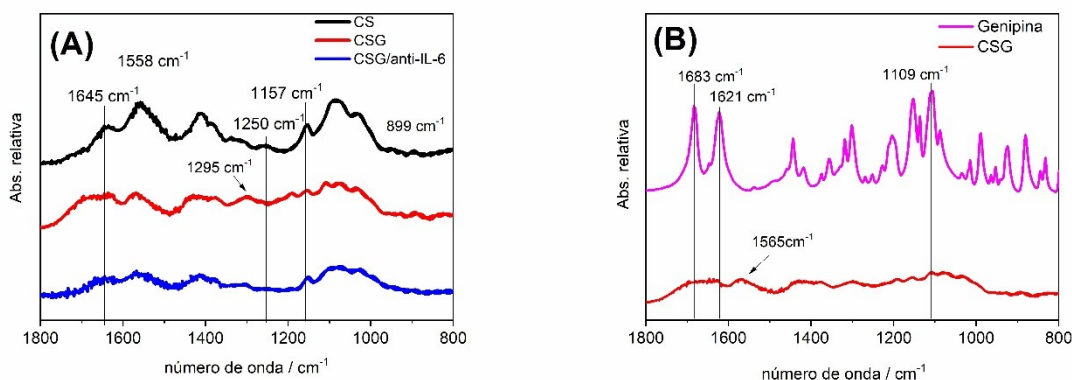 (A)
CS
CSG
CSG/anti-IL-6
1558 cm⁻¹
1645 cm⁻¹
1157 cm⁻¹
1250 cm⁻¹
899 cm⁻¹
1295 cm⁻¹
Abs. relativa
1800 1600 1400 1200 1000 800
número de onda / cm⁻¹
(B)
Genipina
CSG
1683 cm⁻¹
1621 cm⁻¹
1109 cm⁻¹
1565cm⁻¹
Abs. relativa
1800 1600 1400 1200 1000 800
número de onda / cm⁻¹